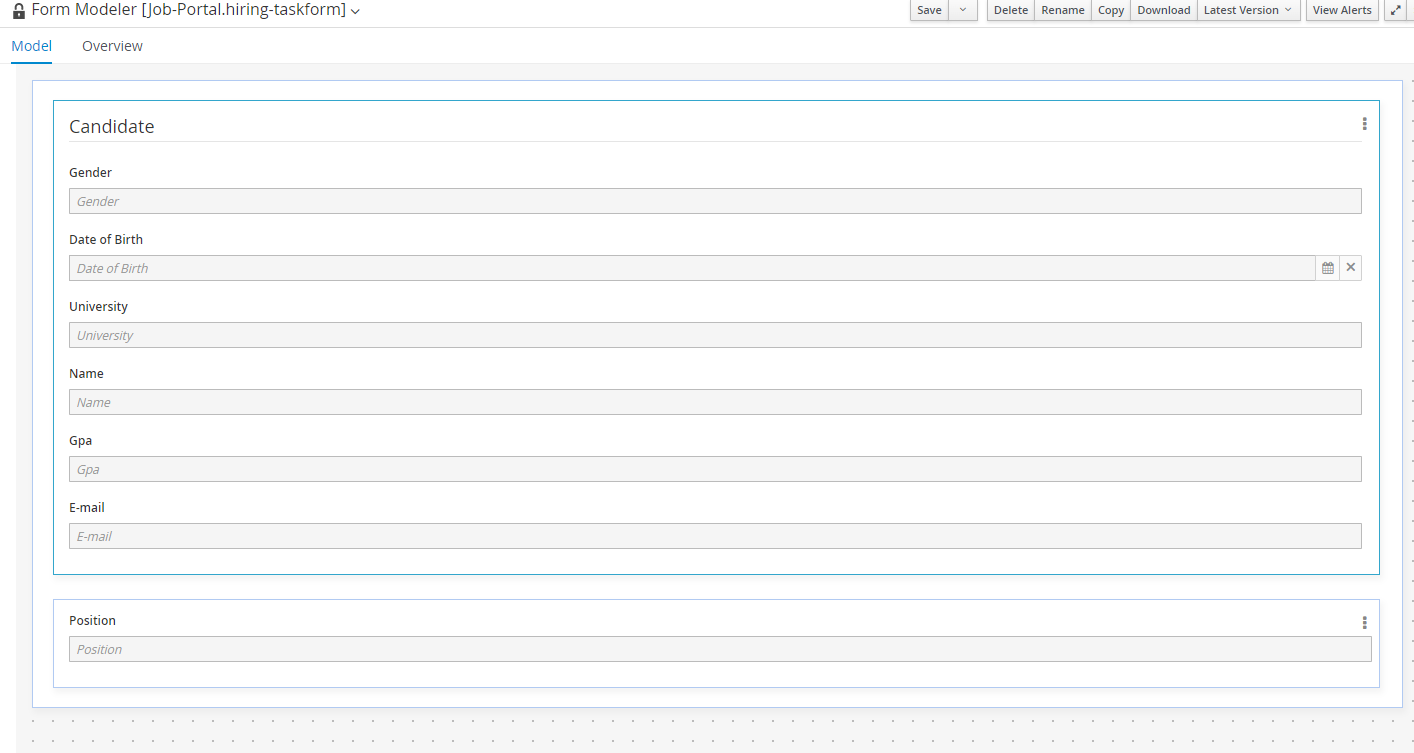 Form Modeler [Job-Portal.hiring-taskform]
Save Delete Rename Copy Download Latest Version View Alerts
Model Overview
Candidate
Gender
Gender
Date of Birth
Date of Birth
University
University
Name
Name
Gpa
Gpa
E-mail
E-mail
Position
Position